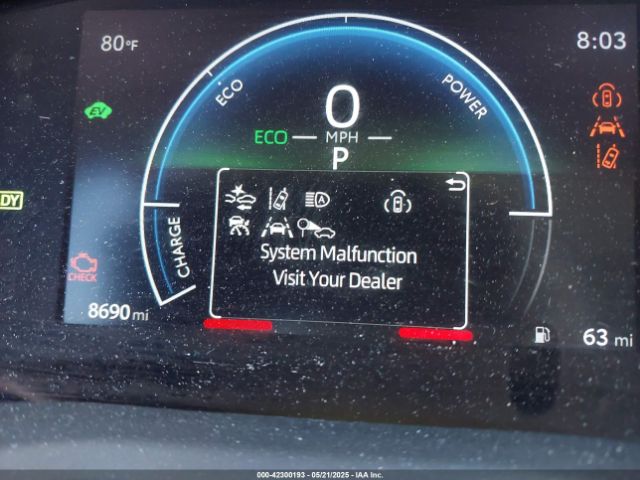 80°F
8:03
EV
ECO
POWER
0
ECO
MPH
P
DY
CHARGE
A
System Malfunction
Visit Your Dealer
CHECK
8690 mi
63 mi
000-42300193 - 05/21/2025 - IAA Inc.